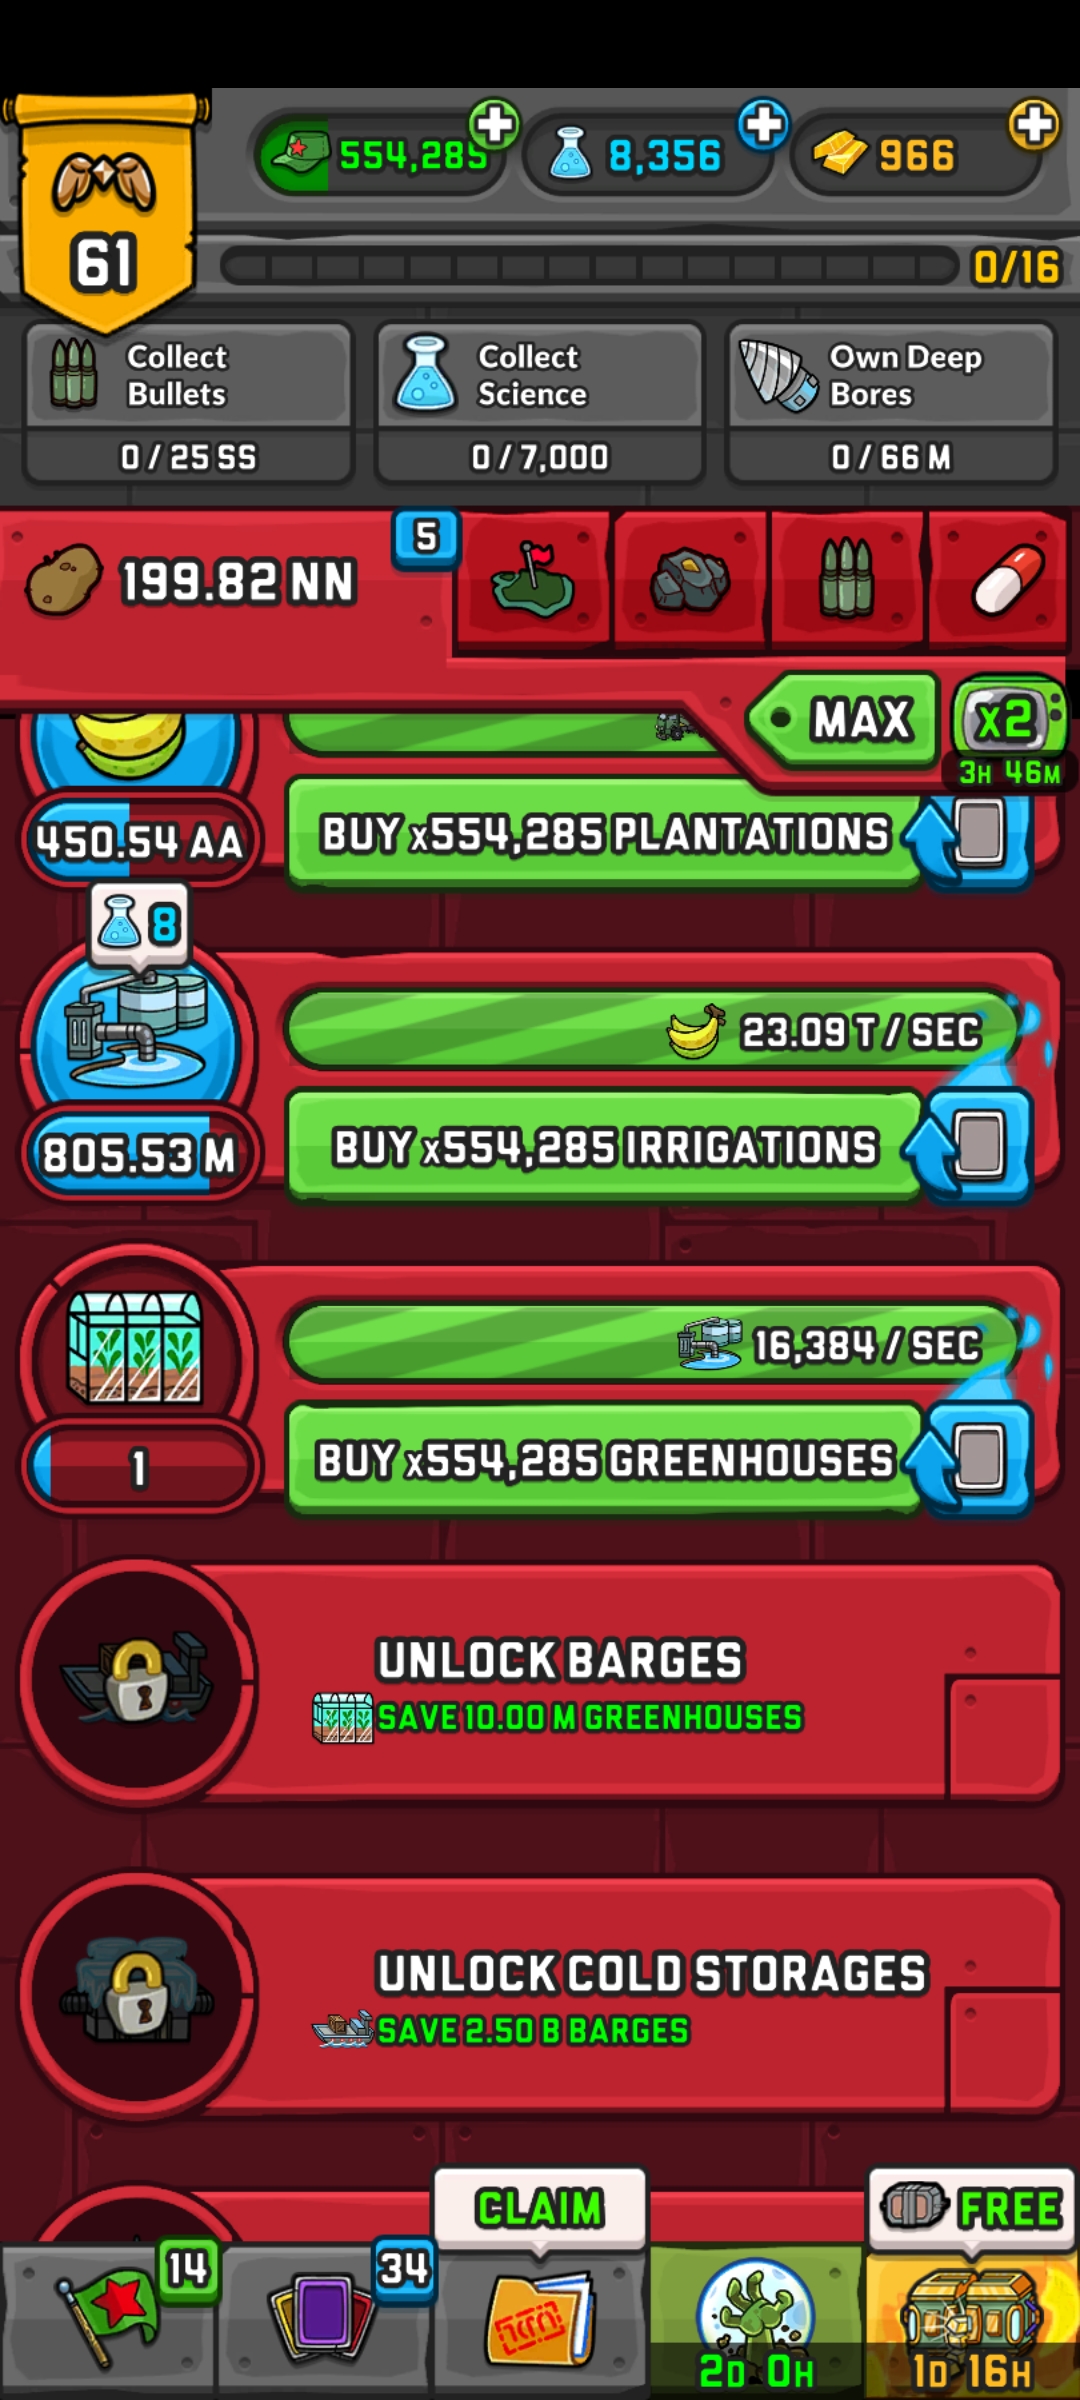 554,285
8,356
966
61
0/16
Collect
Bullets
0 / 25 SS
Collect
Science
0 / 7,000
Own Deep
Bores
0 / 66 M
199.82 NN
5
MAX
x2
3H 46M
450.54 AA
BUY x554,285 PLANTATIONS
8
23.09 T / SEC
805.53 M
BUY x554,285 IRRIGATIONS
16,384 / SEC
1
BUY x554,285 GREENHOUSES
UNLOCK BARGES
SAVE 10.00 M GREENHOUSES
UNLOCK COLD STORAGES
SAVE 2.50 B BARGES
CLAIM
FREE
14
34
2D 0H
1D 16H